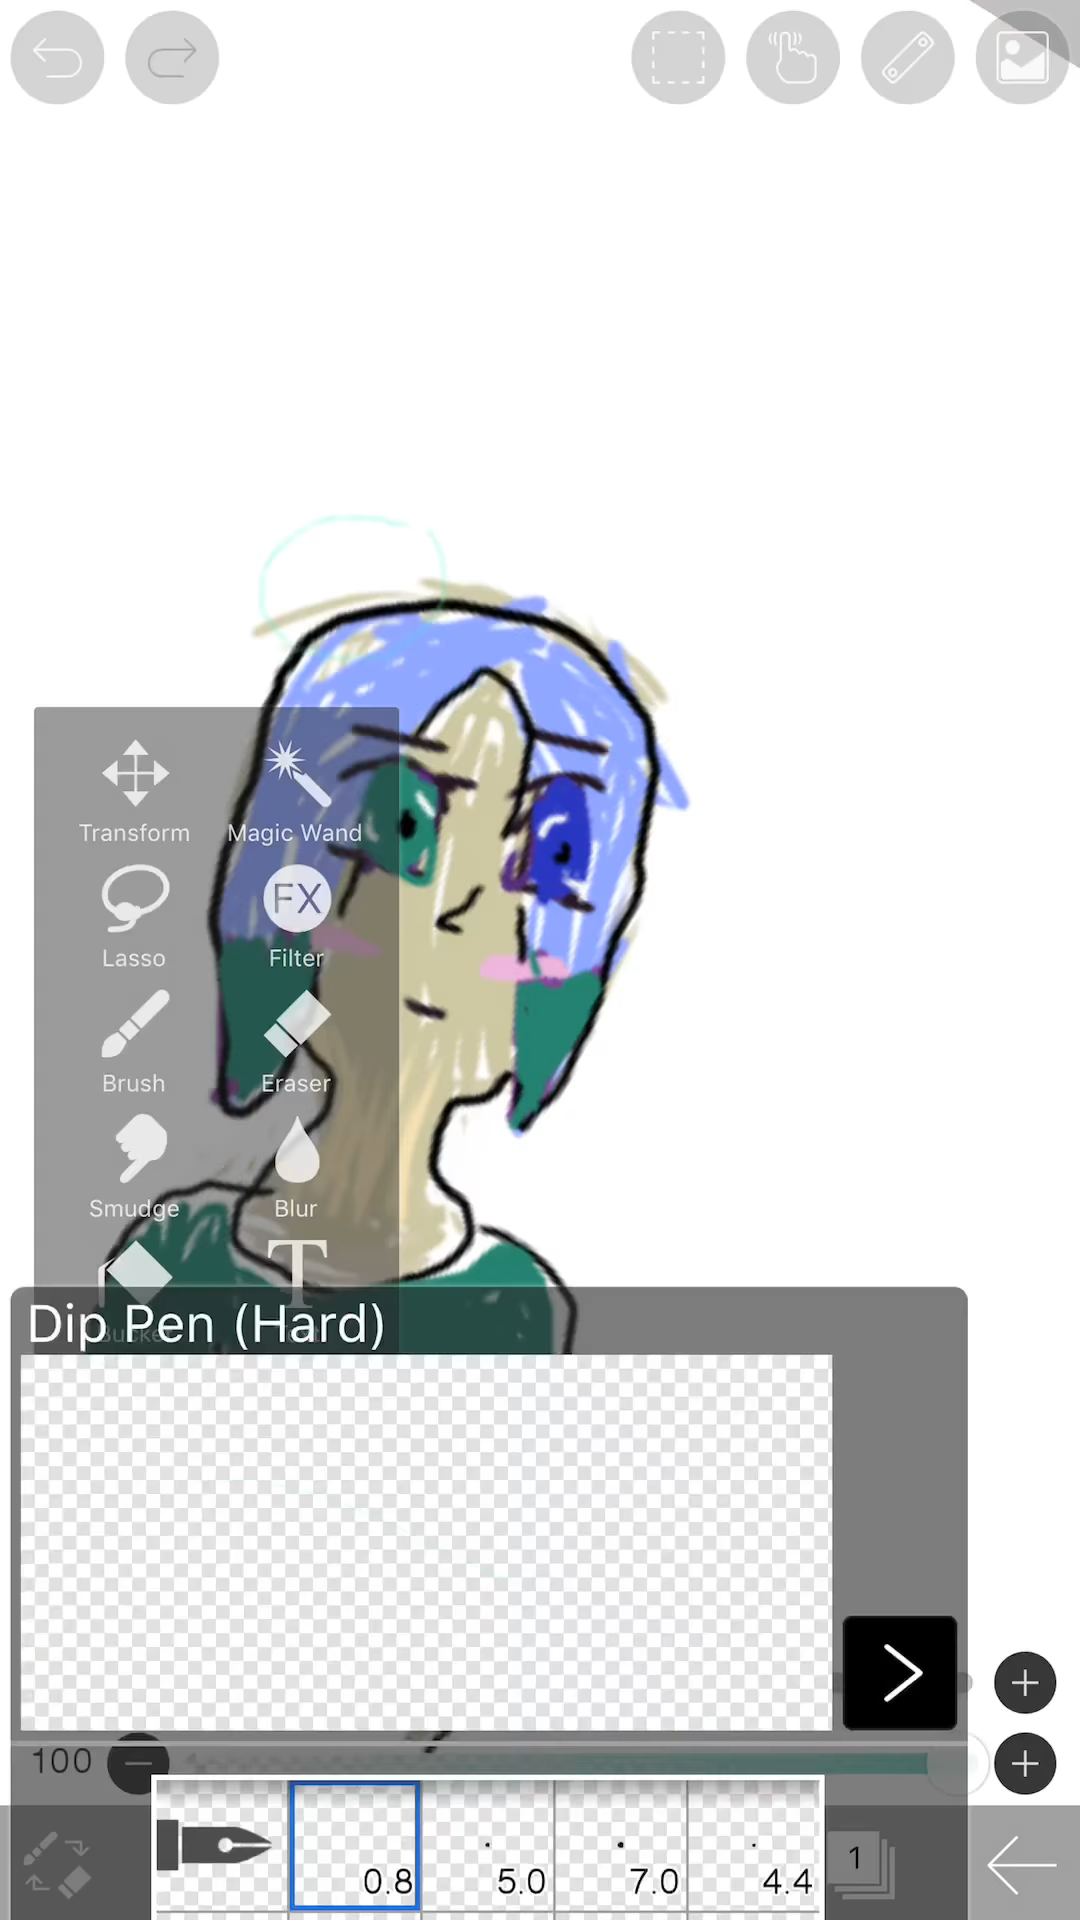 Transform
Magic Wand
Lasso
FX
Filter
Brush
Eraser
Smudge
Blur
T
Bucket
Dip Pen (Hard)
100
0.8
5.0
7.0
4.4
1